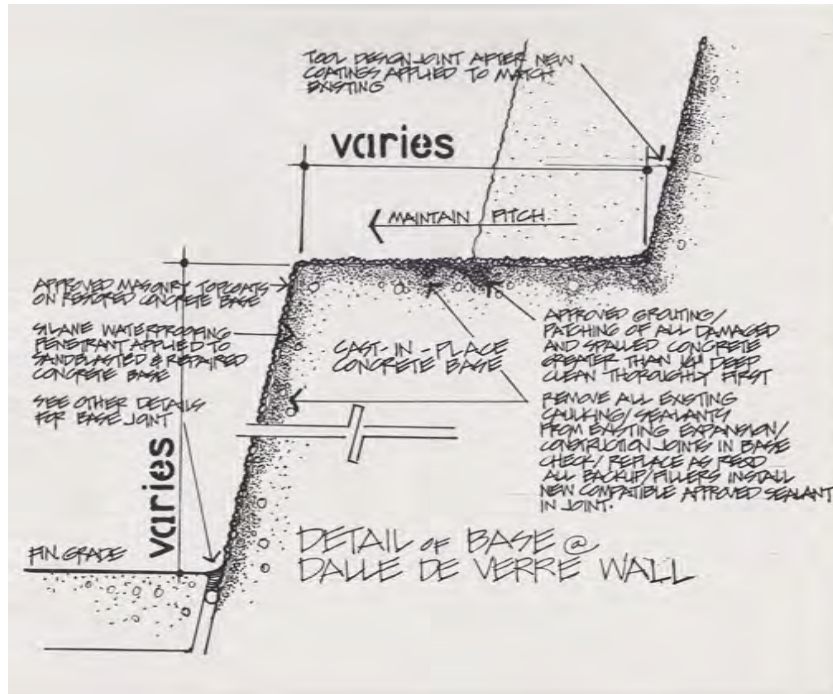 TOOL DESIGN JOINT AFTER NEW
COATINGS APPLIED TO MATCH
EXISTING
varies
MAINTAIN PITCH
APPROVED MASONRY TOPCOATS
ON RESTORED CONCRETE BASE
SILANE WATERPROOFING
PENETRANT APPLIED TO
SANDBLASTED & REPAIRED
CONCRETE BASE
SEE OTHER DETAILS
FOR BASE JOINT
CAST-IN-PLACE
CONCRETE BASE
APPROVED GROUTING/
PATCHING OF ALL DAMAGED
AND SPALLED CONCRETE
GREATER THAN DEEP
CLEAN THOROUGHLY FIRST
REMOVE ALL EXISTING
CAULKING/SEALANTS
FROM EXISTING EXPANSION/
CONSTRUCTION JOINTS IN BASE
CHECK/REPLACE AS REQD
ALL BACKUP/FILLERS INSTALL
NEW COMPATIBLE APPROVED SEALANT
IN JOINT.
varies
FIN. GRADE
DETAIL OF BASE @
DALLE DE VERRE WALL